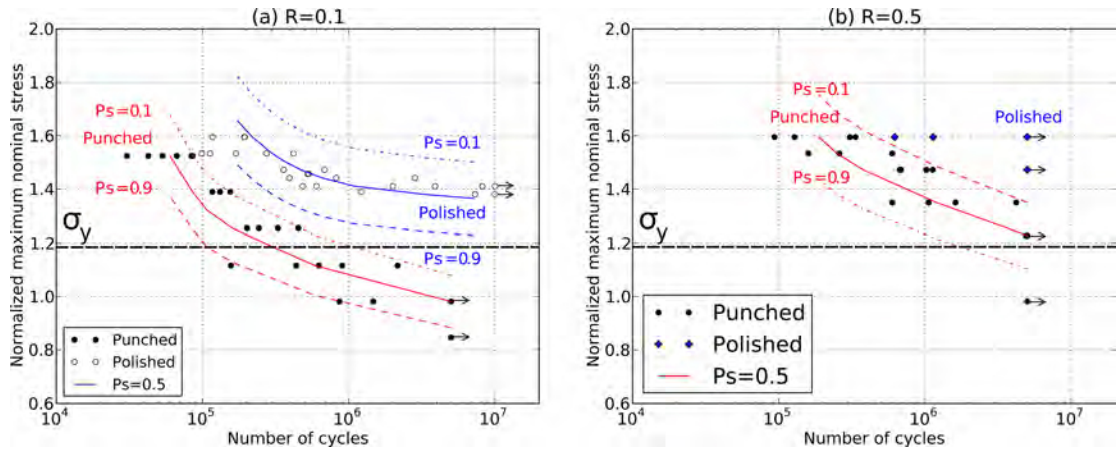 (a) R=0.1
Normalized maximum nominal stress
2.0
1.8
1.6
1.4
1.2
1.0
0.8
0.6
Ps=0.1
Punched
Ps=0.9
σy
Ps=0.1
Polished
Ps=0.9
Punched
Polished
Ps=0.5
10^4
10^5
10^6
10^7
Number of cycles
(b) R=0.5
Normalized maximum nominal stress
2.0
1.8
1.6
1.4
1.2
1.0
0.8
0.6
Ps=0.1
Punched
Polished
Ps=0.9
σy
Punched
Polished
Ps=0.5
10^4
10^5
10^6
10^7
Number of cycles